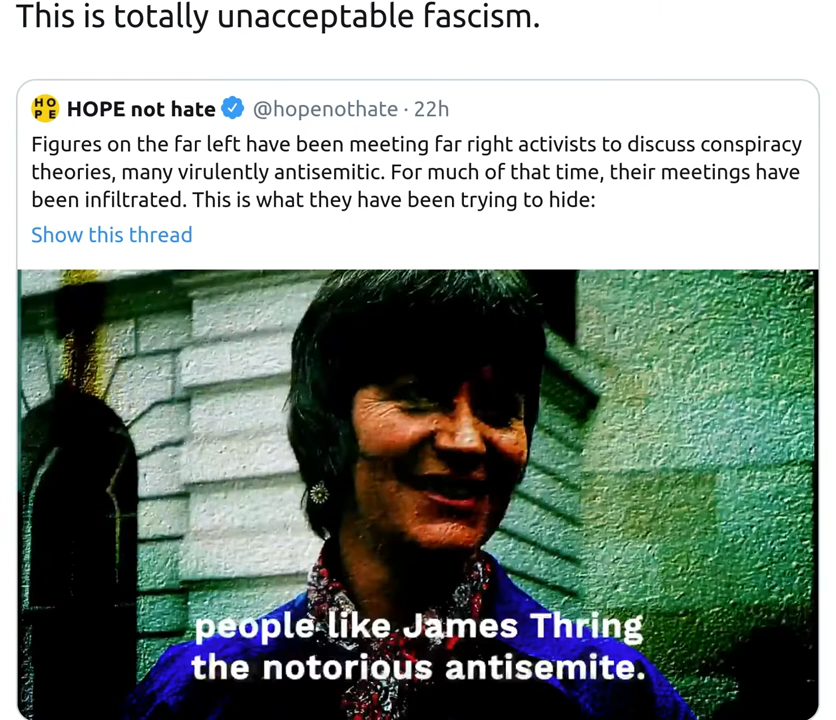 This is totally unacceptable fascism.
HO
PE
HOPE not hate @hopenothate · 22h
Figures on the far left have been meeting far right activists to discuss conspiracy
theories, many virulently antisemitic. For much of that time, their meetings have
been infiltrated. This is what they have been trying to hide:
Show this thread
people like James Thring
the notorious antisemite.